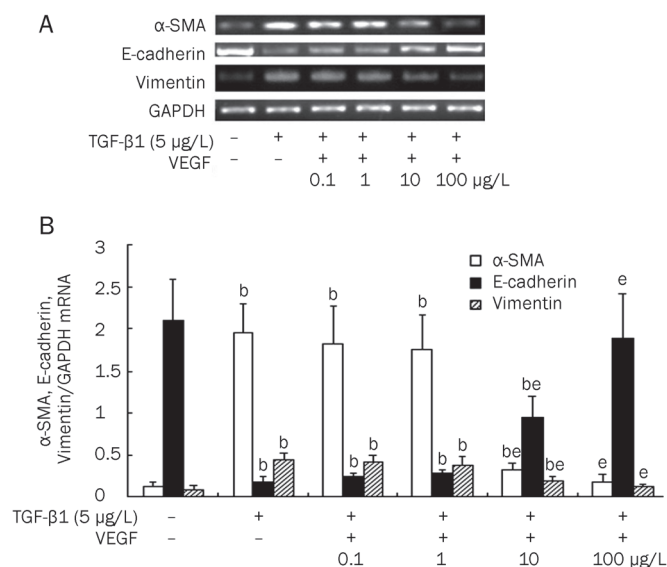 A
α-SMA
E-cadherin
Vimentin
GAPDH
TGF-β1 (5 µg/L) – + + + + +
VEGF – – + + + +
0.1 1 10 100 µg/L
B
α-SMA, E-cadherin,
Vimentin/GAPDH mRNA
3
2.5
2
1.5
1
0.5
0
α-SMA
E-cadherin
Vimentin
b b b
b b
b b
b b
be be be
e e e
TGF-β1 (5 µg/L) – + + + + +
VEGF – – + + + +
0.1 1 10 100 µg/L